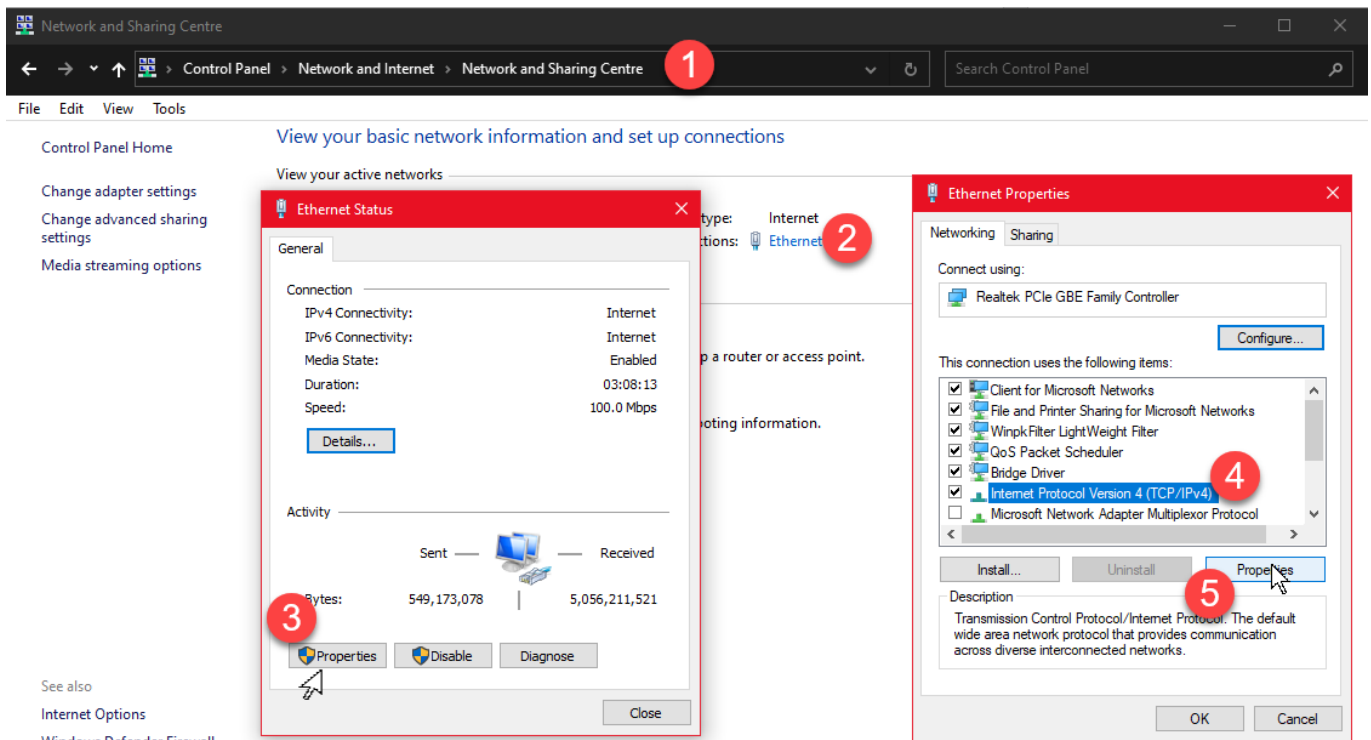 Network and Sharing Centre
Control Panel > Network and Internet > Network and Sharing Centre
1
Search Control Panel
File Edit View Tools
Control Panel Home
Change adapter settings
Change advanced sharing
settings
Media streaming options
See also
Internet Options
View your basic network information and set up connections
View your active networks
type: Internet
ctions: Ethernet
2
p a router or access point.
oting information.
Ethernet Status
General
Connection
IPv4 Connectivity: Internet
IPv6 Connectivity: Internet
Media State: Enabled
Duration: 03:08:13
Speed: 100.0 Mbps
Details...
Activity
Sent — — Received
Bytes: 549,173,078 | 5,056,211,521
3
Properties Disable Diagnose
Close
Ethernet Properties
Networking Sharing
Connect using:
Realtek PCIe GBE Family Controller
Configure...
This connection uses the following items:
Client for Microsoft Networks
File and Printer Sharing for Microsoft Networks
WinpkFilter LightWeight Filter
QoS Packet Scheduler
Bridge Driver
Internet Protocol Version 4 (TCP/IPv4)
4
Microsoft Network Adapter Multiplexor Protocol
Install... Uninstall Properties
5
Description
Transmission Control Protocol/Internet Protocol. The default
wide area network protocol that provides communication
across diverse interconnected networks.
OK Cancel